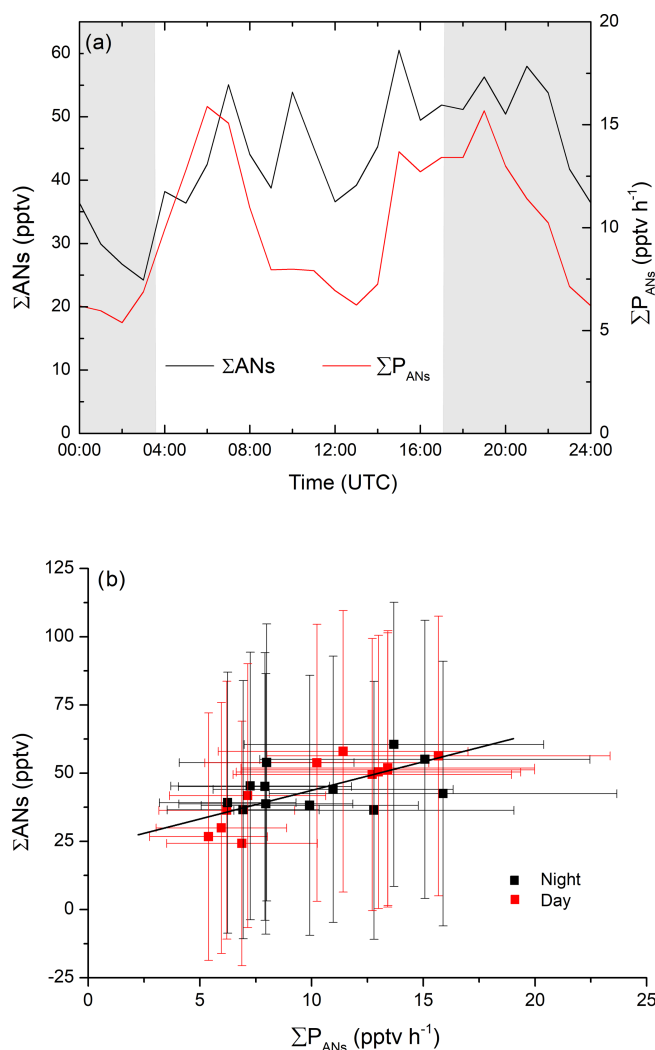 (a)
60
50
40
30
20
10
0
ΣANs (pptv)
20
15
10
5
0
ΣP_ANs (pptv h⁻¹)
ΣANs ΣP_ANs
00:00 04:00 08:00 12:00 16:00 20:00 24:00
Time (UTC)
(b)
125
100
75
50
25
0
-25
ΣANs (pptv)
Night
Day
0 5 10 15 20 25
ΣP_ANs (pptv h⁻¹)